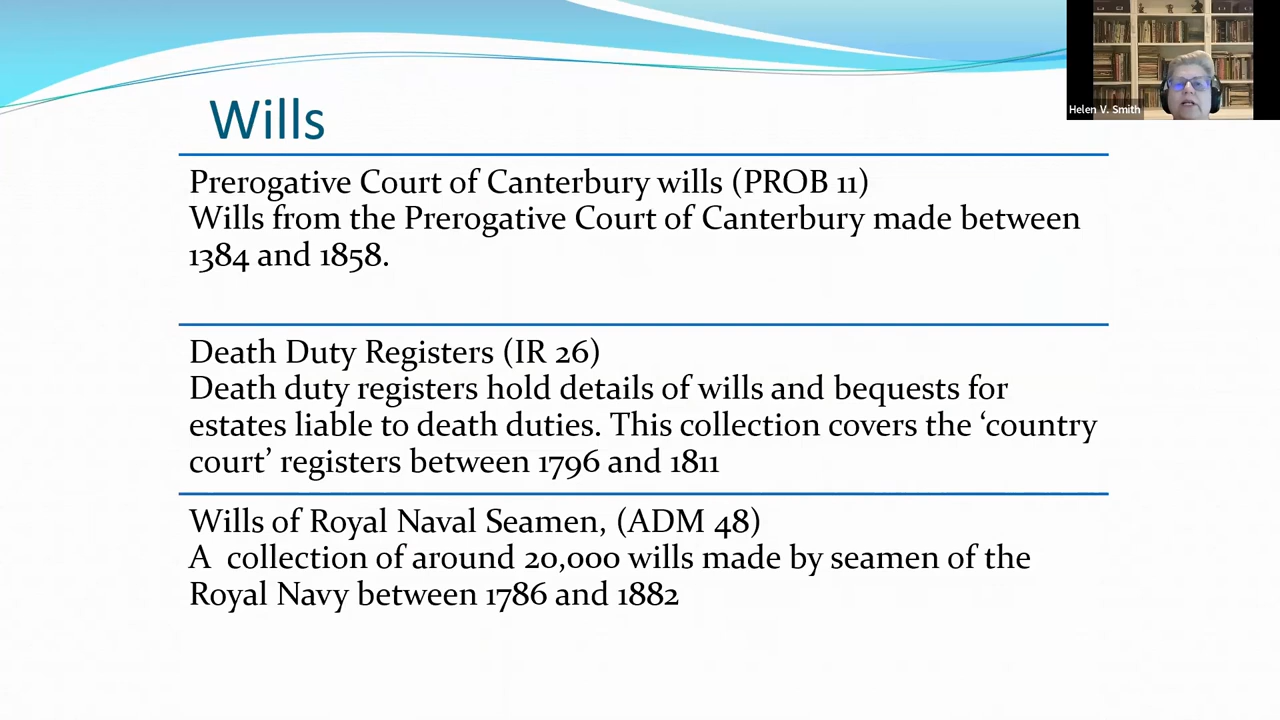 Helen V. Smith
Wills
Prerogative Court of Canterbury wills (PROB 11)
Wills from the Prerogative Court of Canterbury made between
1384 and 1858.
Death Duty Registers (IR 26)
Death duty registers hold details of wills and bequests for
estates liable to death duties. This collection covers the ‘country
court’ registers between 1796 and 1811
Wills of Royal Naval Seamen, (ADM 48)
A  collection of around 20,000 wills made by seamen of the
Royal Navy between 1786 and 1882